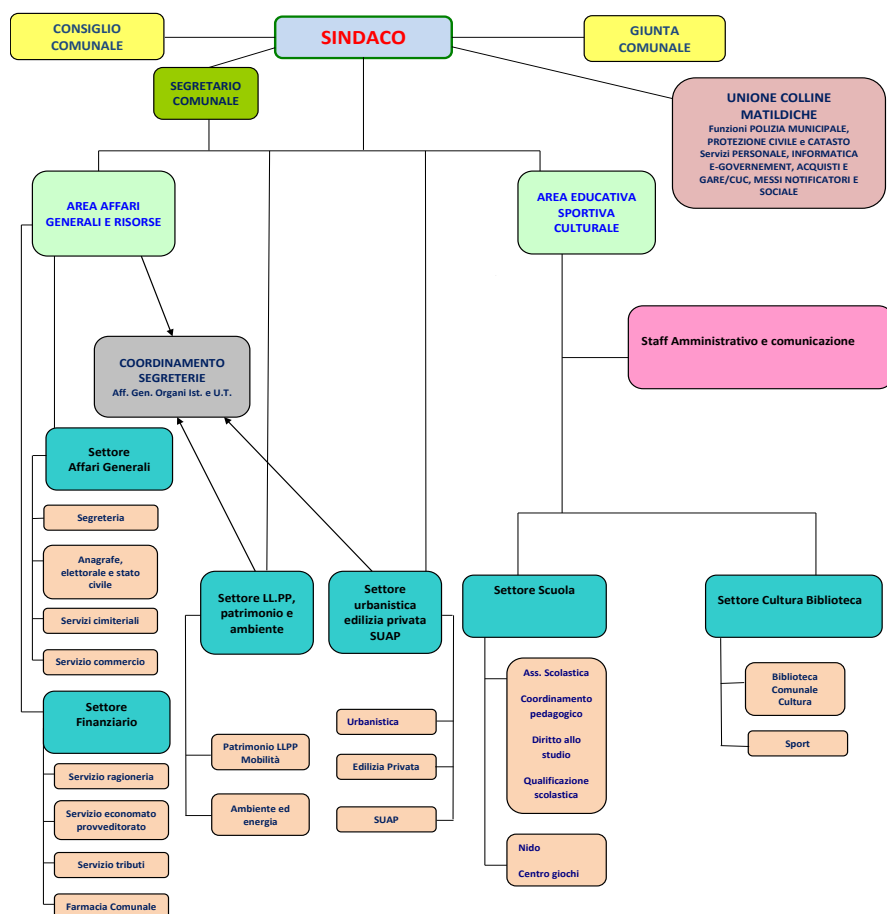 CONSIGLIO
COMUNALE
SINDACO
GIUNTA
COMUNALE
SEGRETARIO
COMUNALE
UNIONE COLLINE
MATILDICHE
Funzioni POLIZIA MUNICIPALE,
PROTEZIONE CIVILE e CATASTO
Servizi PERSONALE, INFORMATICA
E-GOVERNEMENT, ACQUISTI E
GARE/CUC, MESSI NOTIFICATORI E
SOCIALE
AREA AFFARI
GENERALI E RISORSE
AREA EDUCATIVA
SPORTIVA
CULTURALE
Staff Amministrativo e comunicazione
COORDINAMENTO
SEGRETERIE
Aff. Gen. Organi Ist. e U.T.
Settore
Affari Generali
Segreteria
Anagrafe,
elettorale e stato
civile
Servizi cimiteriali
Servizio commercio
Settore
Finanziario
Servizio ragioneria
Servizio economato
provveditorato
Servizio tributi
Farmacia Comunale
Settore LL.PP,
patrimonio e
ambiente
Patrimonio LLPP
Mobilità
Ambiente ed
energia
Settore
urbanistica
edilizia privata
SUAP
Urbanistica
Edilizia Privata
SUAP
Settore Scuola
Ass. Scolastica
Coordinamento
pedagogico
Diritto allo
studio
Qualificazione
scolastica
Nido
Centro giochi
Settore Cultura Biblioteca
Biblioteca
Comunale
Cultura
Sport